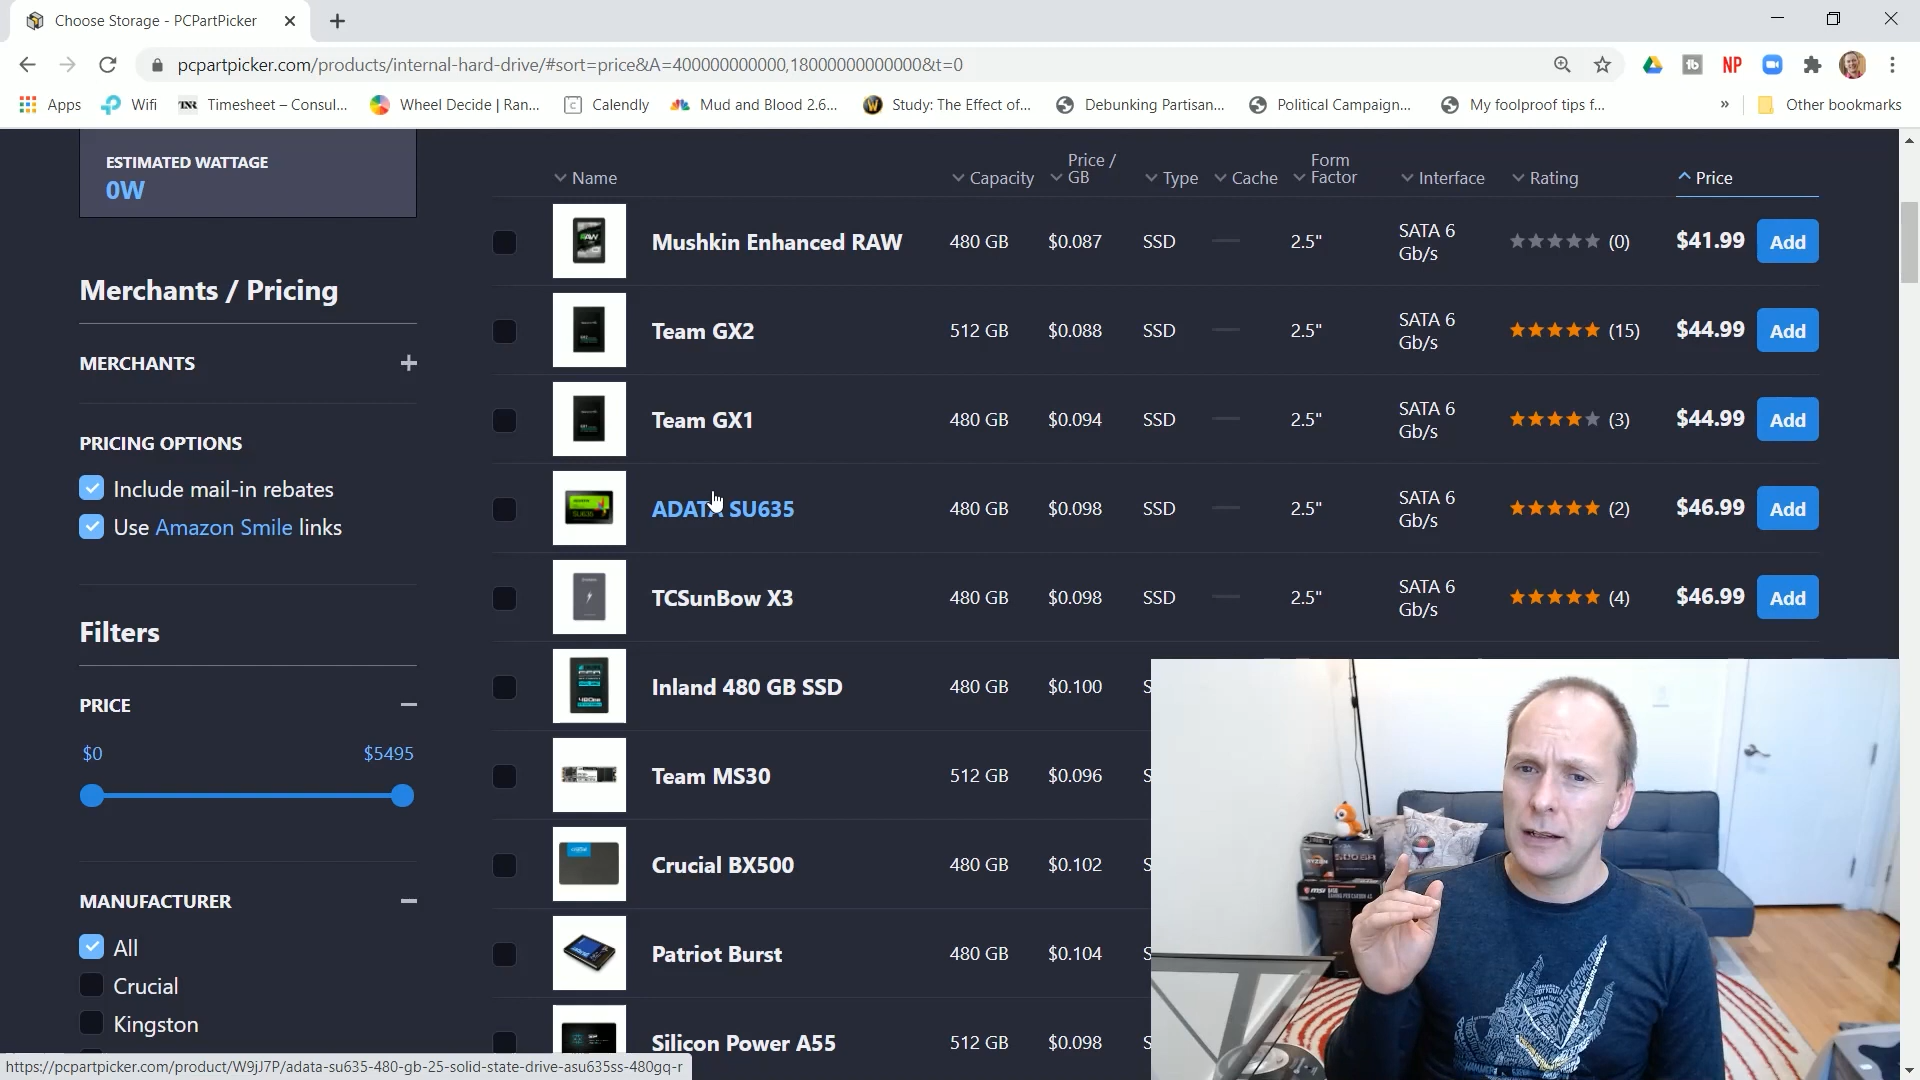 Choose Storage - PCPartPicker
pcpartpicker.com/products/internal-hard-drive/#sort=price&A=400000000000,18000000000000&t=0
Apps Wifi Timesheet – Consul... Wheel Decide | Ran... Calendly Mud and Blood 2.6... Study: The Effect of... Debunking Partisan... Political Campaign... My foolproof tips f... » Other bookmarks
ESTIMATED WATTAGE
0W
Merchants / Pricing
MERCHANTS
PRICING OPTIONS
Include mail-in rebates
Use Amazon Smile links
Filters
PRICE
$0 $5495
MANUFACTURER
All
Crucial
Kingston
Name Capacity Price / GB Type Cache Form Factor Interface Rating Price
Mushkin Enhanced RAW 480 GB $0.087 SSD 2.5" SATA 6 Gb/s (0) $41.99 Add
Team GX2 512 GB $0.088 SSD 2.5" SATA 6 Gb/s (15) $44.99 Add
Team GX1 480 GB $0.094 SSD 2.5" SATA 6 Gb/s (3) $44.99 Add
ADATA SU635 480 GB $0.098 SSD 2.5" SATA 6 Gb/s (2) $46.99 Add
TCSunBow X3 480 GB $0.098 SSD 2.5" SATA 6 Gb/s (4) $46.99 Add
Inland 480 GB SSD 480 GB $0.100 S
Team MS30 512 GB $0.096 S
Crucial BX500 480 GB $0.102 S
Patriot Burst 480 GB $0.104 S
Silicon Power A55 512 GB $0.098 S
https://pcpartpicker.com/product/W9jJ7P/adata-su635-480-gb-25-solid-state-drive-asu635ss-480gq-r
NP
msi
RYZEN